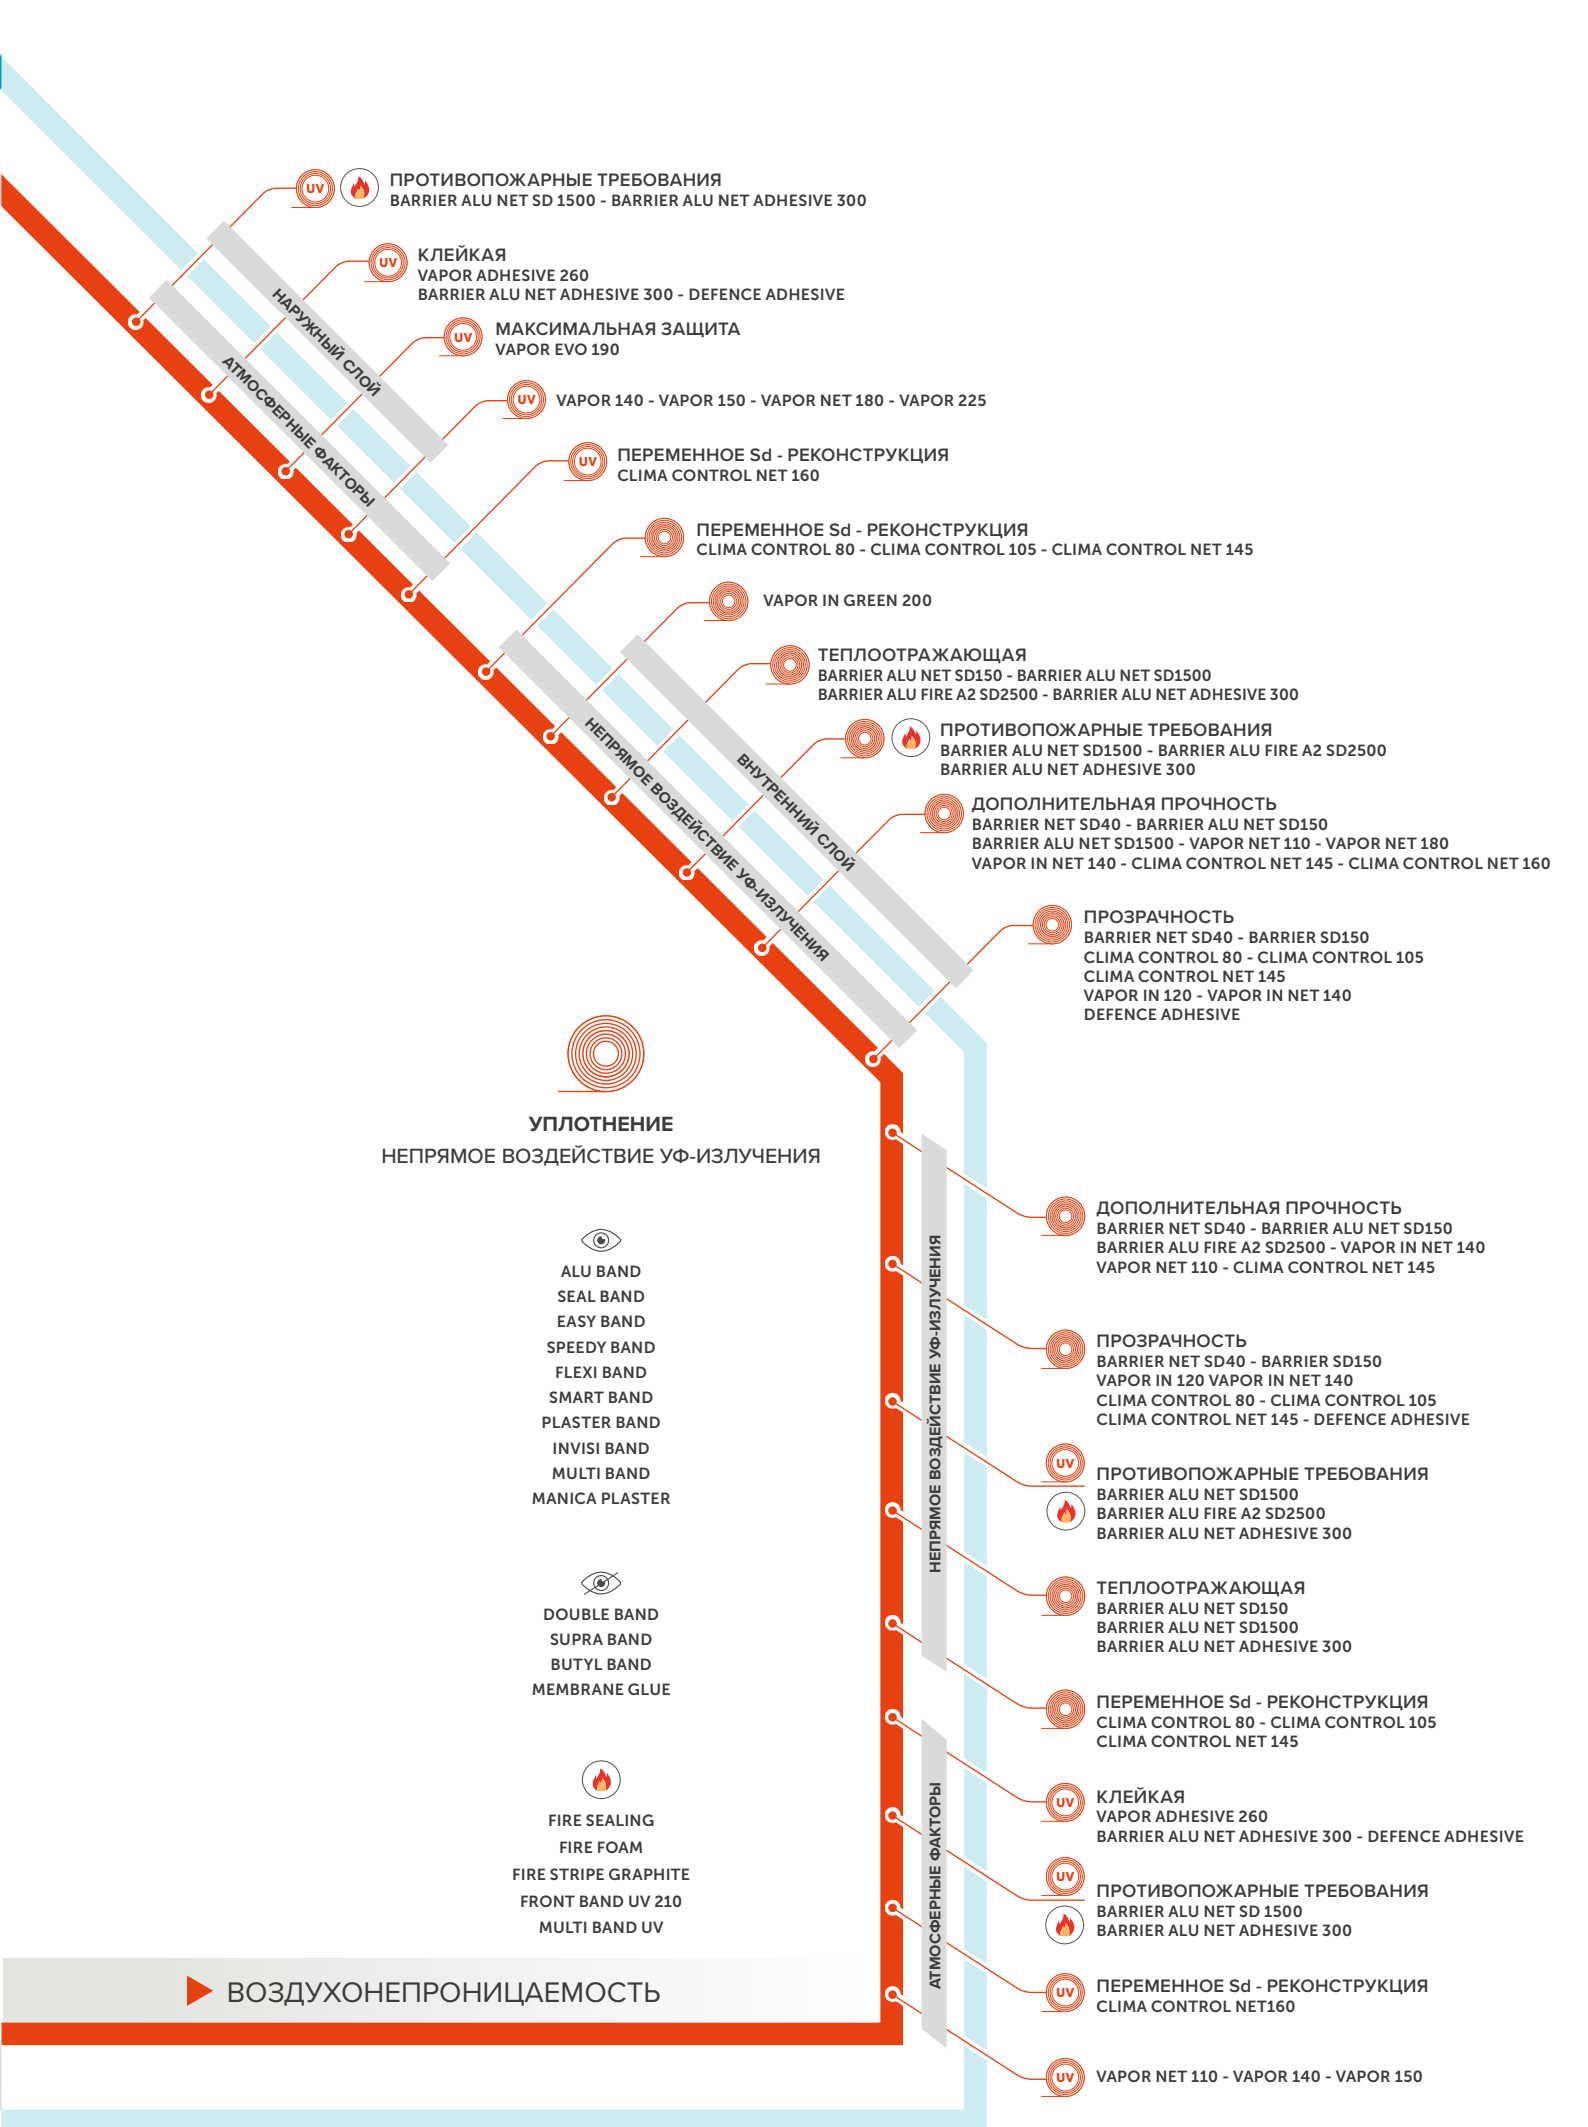 UV
ПРОТИВОПОЖАРНЫЕ ТРЕБОВАНИЯ
BARRIER ALU NET SD 1500 - BARRIER ALU NET ADHESIVE 300
UV
КЛЕЙКАЯ
VAPOR ADHESIVE 260
BARRIER ALU NET ADHESIVE 300 - DEFENCE ADHESIVE
UV
МАКСИМАЛЬНАЯ ЗАЩИТА
VAPOR EVO 190
UV
VAPOR 140 - VAPOR 150 - VAPOR NET 180 - VAPOR 225
НАРУЖНЫЙ СЛОЙ
АТМОСФЕРНЫЕ ФАКТОРЫ
UV
ПЕРЕМЕННОЕ Sd - РЕКОНСТРУКЦИЯ
CLIMA CONTROL NET 160
ПЕРЕМЕННОЕ Sd - РЕКОНСТРУКЦИЯ
CLIMA CONTROL 80 - CLIMA CONTROL 105 - CLIMA CONTROL NET 145
VAPOR IN GREEN 200
ТЕПЛООТРАЖАЮЩАЯ
BARRIER ALU NET SD150 - BARRIER ALU NET SD1500
BARRIER ALU FIRE A2 SD2500 - BARRIER ALU NET ADHESIVE 300
ПРОТИВОПОЖАРНЫЕ ТРЕБОВАНИЯ
BARRIER ALU NET SD1500 - BARRIER ALU FIRE A2 SD2500
BARRIER ALU NET ADHESIVE 300
НЕПРЯМОЕ ВОЗДЕЙСТВИЕ УФ-ИЗЛУЧЕНИЯ
ВНУТРЕННИЙ СЛОЙ
ДОПОЛНИТЕЛЬНАЯ ПРОЧНОСТЬ
BARRIER NET SD40 - BARRIER ALU NET SD150
BARRIER ALU NET SD1500 - VAPOR NET 110 - VAPOR NET 180
VAPOR IN NET 140 - CLIMA CONTROL NET 145 - CLIMA CONTROL NET 160
ПРОЗРАЧНОСТЬ
BARRIER NET SD40 - BARRIER SD150
CLIMA CONTROL 80 - CLIMA CONTROL 105
CLIMA CONTROL NET 145
VAPOR IN 120 - VAPOR IN NET 140
DEFENCE ADHESIVE
УПЛОТНЕНИЕ
НЕПРЯМОЕ ВОЗДЕЙСТВИЕ УФ-ИЗЛУЧЕНИЯ
ALU BAND
SEAL BAND
EASY BAND
SPEEDY BAND
FLEXI BAND
SMART BAND
PLASTER BAND
INVISI BAND
MULTI BAND
MANICA PLASTER
DOUBLE BAND
SUPRA BAND
BUTYL BAND
MEMBRANE GLUE
FIRE SEALING
FIRE FOAM
FIRE STRIPE GRAPHITE
FRONT BAND UV 210
MULTI BAND UV
ВОЗДУХОНЕПРОНИЦАЕМОСТЬ
НЕПРЯМОЕ ВОЗДЕЙСТВИЕ УФ-ИЗЛУЧЕНИЯ
АТМОСФЕРНЫЕ ФАКТОРЫ
ДОПОЛНИТЕЛЬНАЯ ПРОЧНОСТЬ
BARRIER NET SD40 - BARRIER ALU NET SD150
BARRIER ALU FIRE A2 SD2500 - VAPOR IN NET 140
VAPOR NET 110 - CLIMA CONTROL NET 145
ПРОЗРАЧНОСТЬ
BARRIER NET SD40 - BARRIER SD150
VAPOR IN 120 VAPOR IN NET 140
CLIMA CONTROL 80 - CLIMA CONTROL 105
CLIMA CONTROL NET 145 - DEFENCE ADHESIVE
UV
ПРОТИВОПОЖАРНЫЕ ТРЕБОВАНИЯ
BARRIER ALU NET SD1500
BARRIER ALU FIRE A2 SD2500
BARRIER ALU NET ADHESIVE 300
ТЕПЛООТРАЖАЮЩАЯ
BARRIER ALU NET SD150
BARRIER ALU NET SD1500
BARRIER ALU NET ADHESIVE 300
ПЕРЕМЕННОЕ Sd - РЕКОНСТРУКЦИЯ
CLIMA CONTROL 80 - CLIMA CONTROL 105
CLIMA CONTROL NET 145
UV
КЛЕЙКАЯ
VAPOR ADHESIVE 260
BARRIER ALU NET ADHESIVE 300 - DEFENCE ADHESIVE
UV
ПРОТИВОПОЖАРНЫЕ ТРЕБОВАНИЯ
BARRIER ALU NET SD 1500
BARRIER ALU NET ADHESIVE 300
UV
ПЕРЕМЕННОЕ Sd - РЕКОНСТРУКЦИЯ
CLIMA CONTROL NET160
UV
VAPOR NET 110 - VAPOR 140 - VAPOR 150